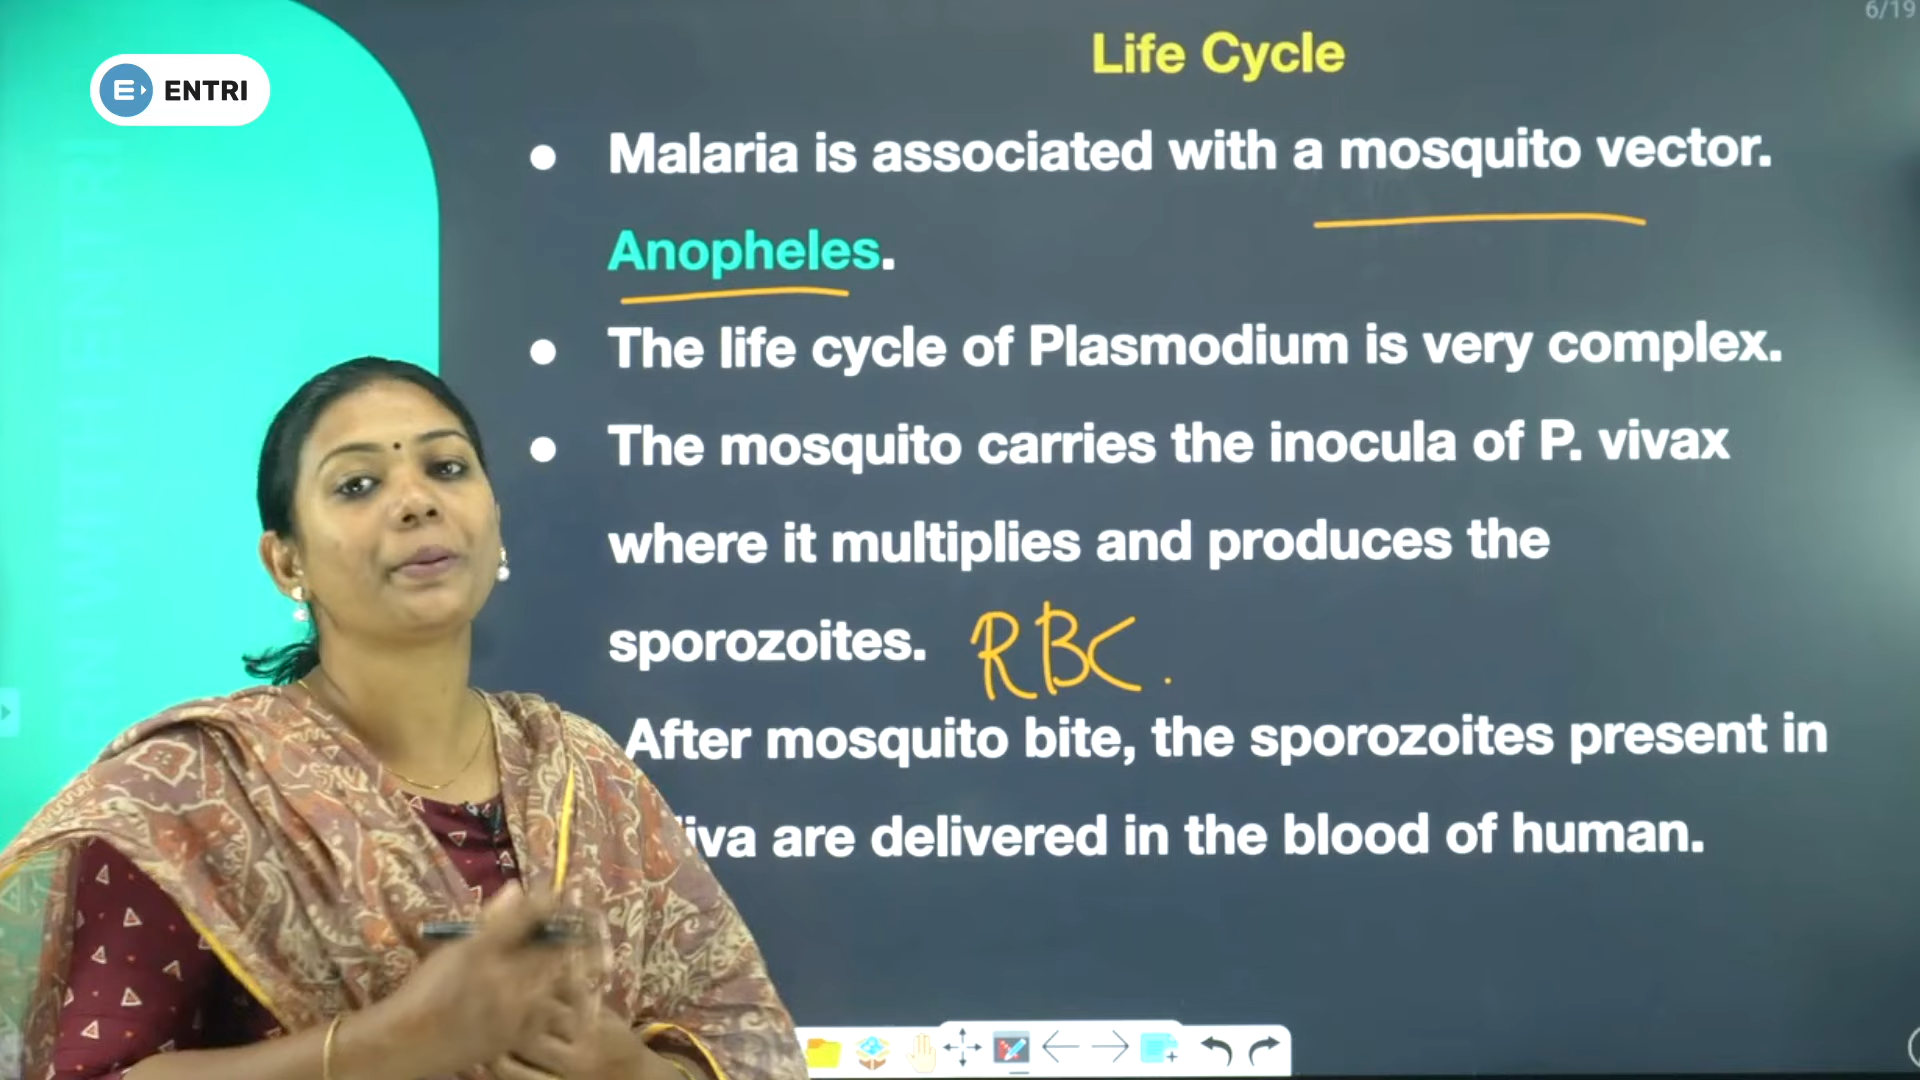 6/19
Life Cycle
ENTRI
Malaria is associated with a mosquito vector.
Anopheles.
The life cycle of Plasmodium is very complex.
The mosquito carries the inocula of P. vivax
where it multiplies and produces the
sporozoites. RBC.
After mosquito bite, the sporozoites present in
are delivered in the blood of human.